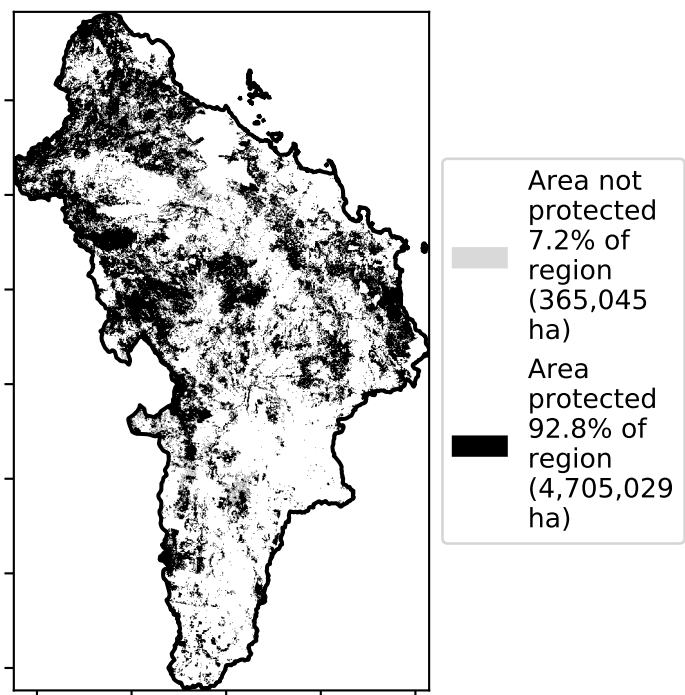 Area not
protected
7.2% of
region
(365,045
ha)
Area
protected
92.8% of
region
(4,705,029
ha)